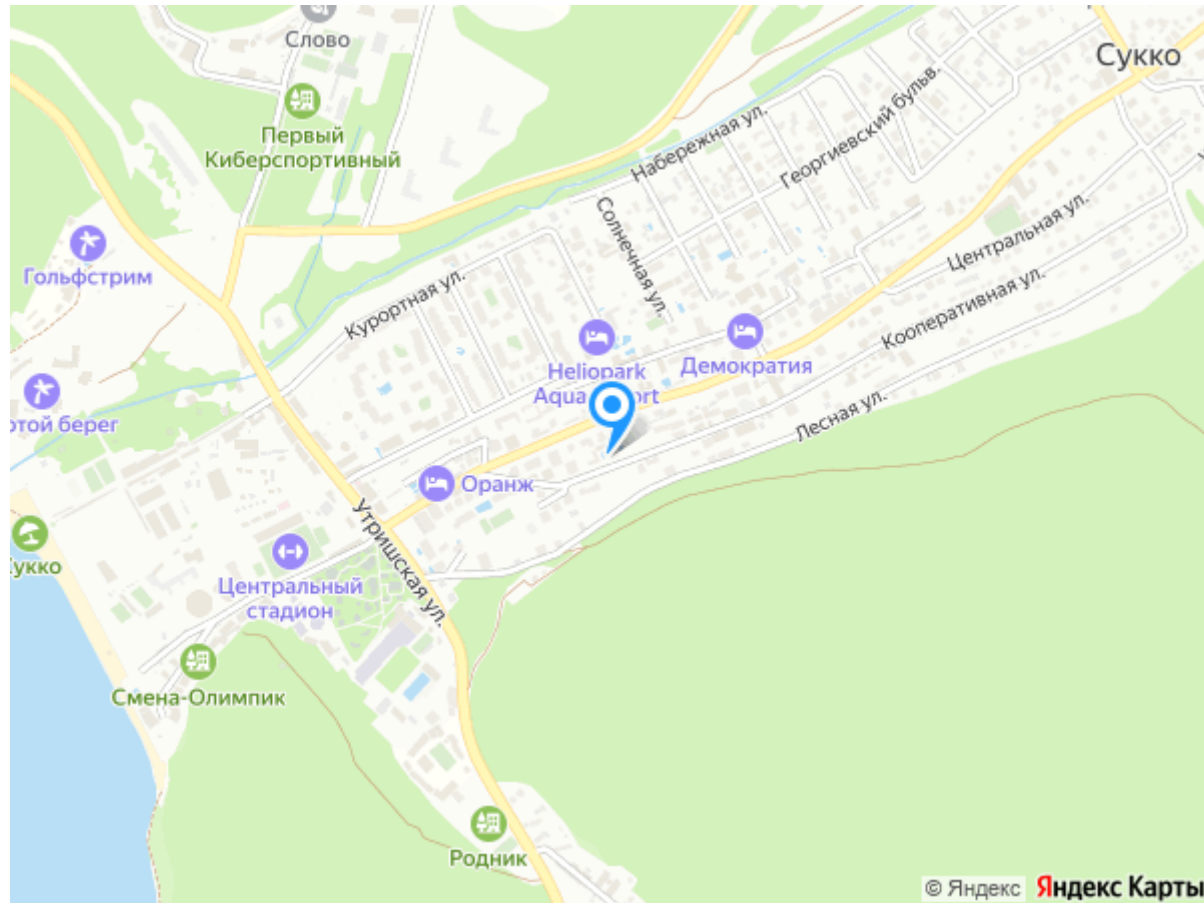 Слово
Сукко
Первый
Киберспортивный
Набережная ул.
Георгиевский бульв.
Солнечная ул.
Центральная ул.
Гольфстрим
Курортная ул.
Кооперативная ул.
Heliopark
Демократия
Лесная ул.
берег
Оранж
Утришская ул.
Центральный
стадион
Смена-Олимпик
Родник
© Яндекс Яндекс Карты